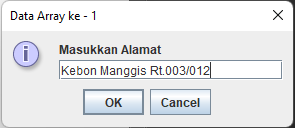 Data Array ke - 1
Masukkan Alamat
Kebon Manggis Rt.003/012
OK
Cancel